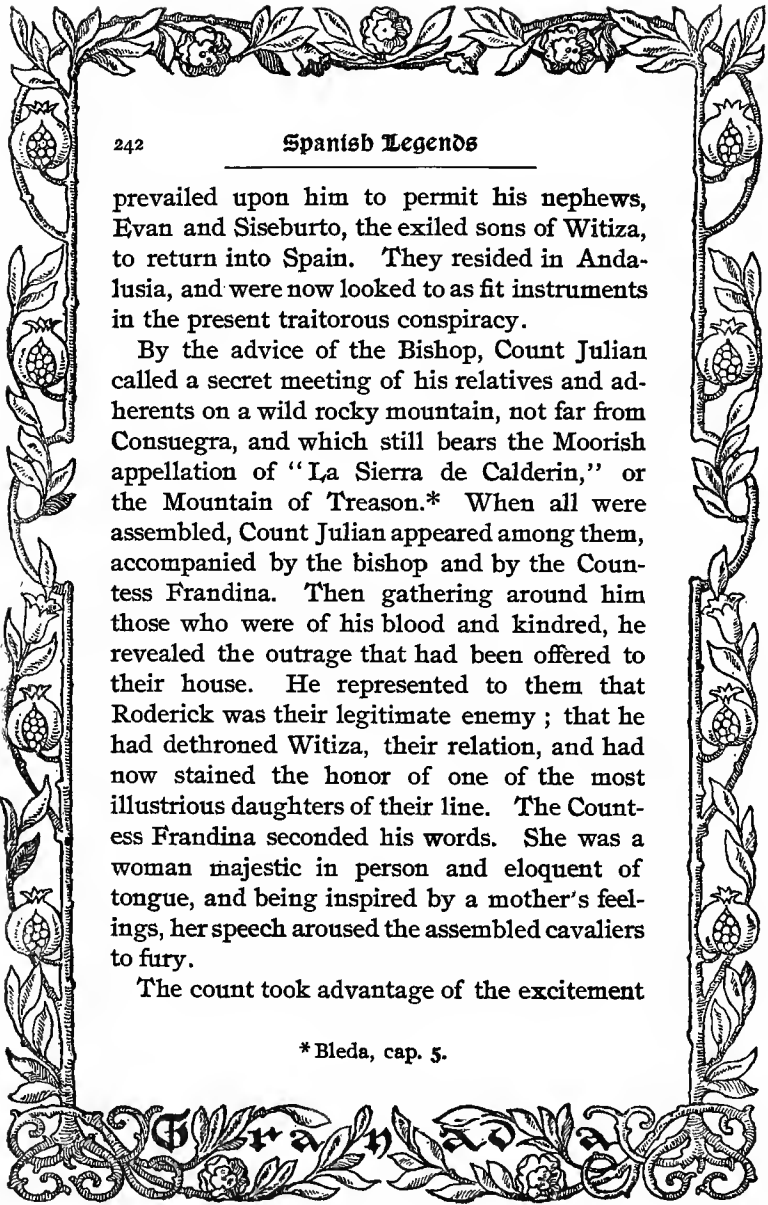 242 Spanish Legends
prevailed upon him to permit his nephews,
Evan and Siseburto, the exiled sons of Witiza,
to return into Spain. They resided in Anda-
lusia, and were now looked to as fit instruments
in the present traitorous conspiracy.
By the advice of the Bishop, Count Julian
called a secret meeting of his relatives and ad-
herents on a wild rocky mountain, not far from
Consuegra, and which still bears the Moorish
appellation of "La Sierra de Calderin," or
the Mountain of Treason.* When all were
assembled, Count Julian appeared among them,
accompanied by the bishop and by the Coun-
tess Frandina. Then gathering around him
those who were of his blood and kindred, he
revealed the outrage that had been offered to
their house. He represented to them that
Roderick was their legitimate enemy ; that he
had dethroned Witiza, their relation, and had
now stained the honor of one of the most
illustrious daughters of their line. The Count-
ess Frandina seconded his words. She was a
woman majestic in person and eloquent of
tongue, and being inspired by a mother's feel-
ings, her speech aroused the assembled cavaliers
to fury.
The count took advantage of the excitement
* Bleda, cap. 5.
Granada